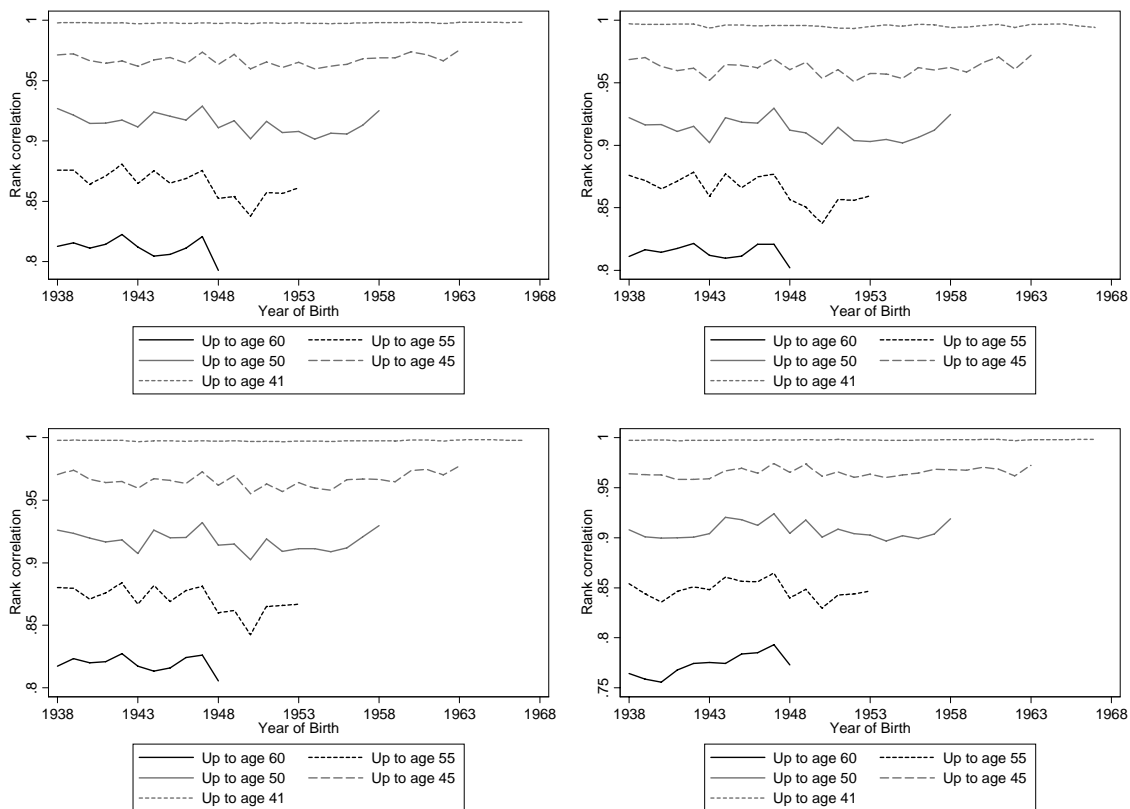 Rank correlation
1
.95
.9
.85
.8
1938 1943 1948 1953 1958 1963 1968
Year of Birth
Up to age 60 Up to age 55
Up to age 50 Up to age 45
Up to age 41
Rank correlation
1
.95
.9
.85
.8
1938 1943 1948 1953 1958 1963 1968
Year of Birth
Up to age 60 Up to age 55
Up to age 50 Up to age 45
Up to age 41
Rank correlation
1
.95
.9
.85
.8
1938 1943 1948 1953 1958 1963 1968
Year of Birth
Up to age 60 Up to age 55
Up to age 50 Up to age 45
Up to age 41
Rank correlation
1
.95
.9
.85
.8
.75
1938 1943 1948 1953 1958 1963 1968
Year of Birth
Up to age 60 Up to age 55
Up to age 50 Up to age 45
Up to age 41